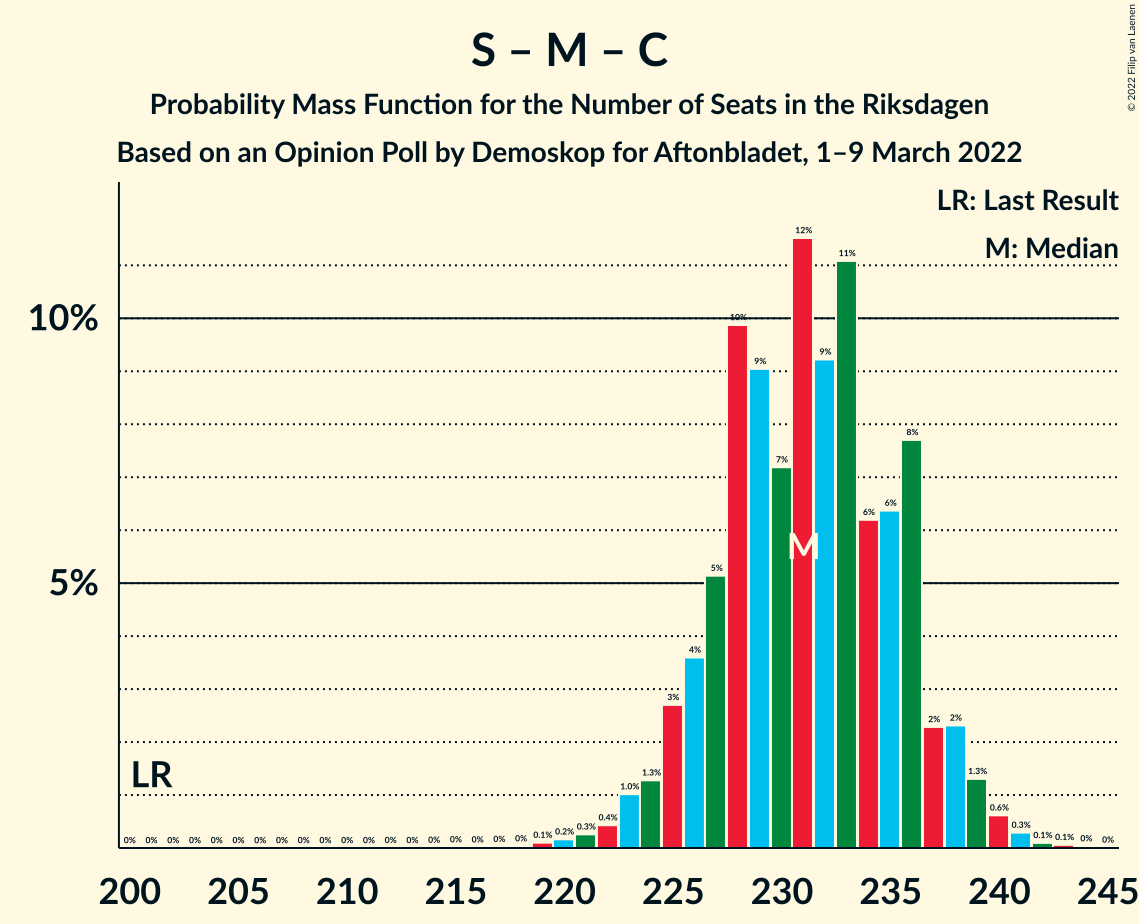 S – M – C
Probability Mass Function for the Number of Seats in the Riksdagen
Based on an Opinion Poll by Demoskop for Aftonbladet, 1–9 March 2022
© 2022 Filip van Laenen
LR: Last Result
M: Median
10%
5%
LR
M
0% 0% 0% 0% 0% 0% 0% 0% 0% 0% 0% 0% 0% 0% 0% 0% 0% 0% 0% 0.1% 0.2% 0.3% 0.4% 1.0% 1.3% 3% 4% 5% 10% 9% 7% 12% 9% 11% 6% 6% 8% 2% 2% 1.3% 0.6% 0.3% 0.1% 0.1% 0% 0%
200 205 210 215 220 225 230 235 240 245